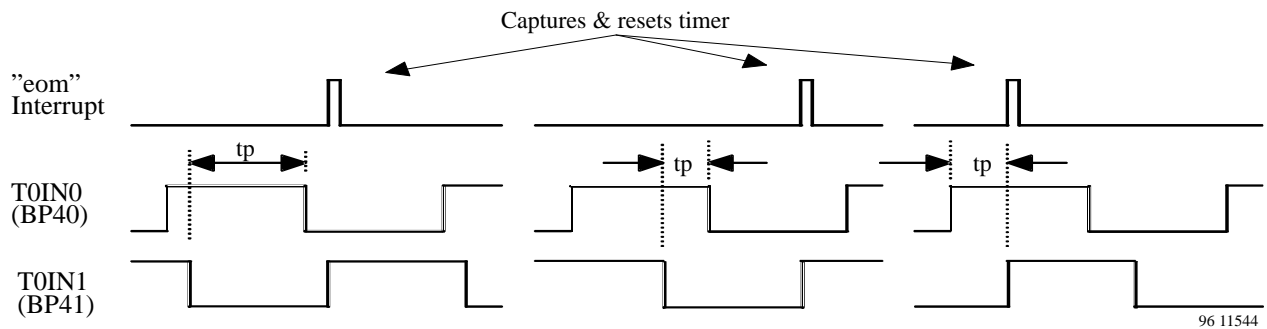 Captures & resets timer
”eom”
Interrupt
tp
tp
tp
T0IN0
(BP40)
T0IN1
(BP41)
96 11544